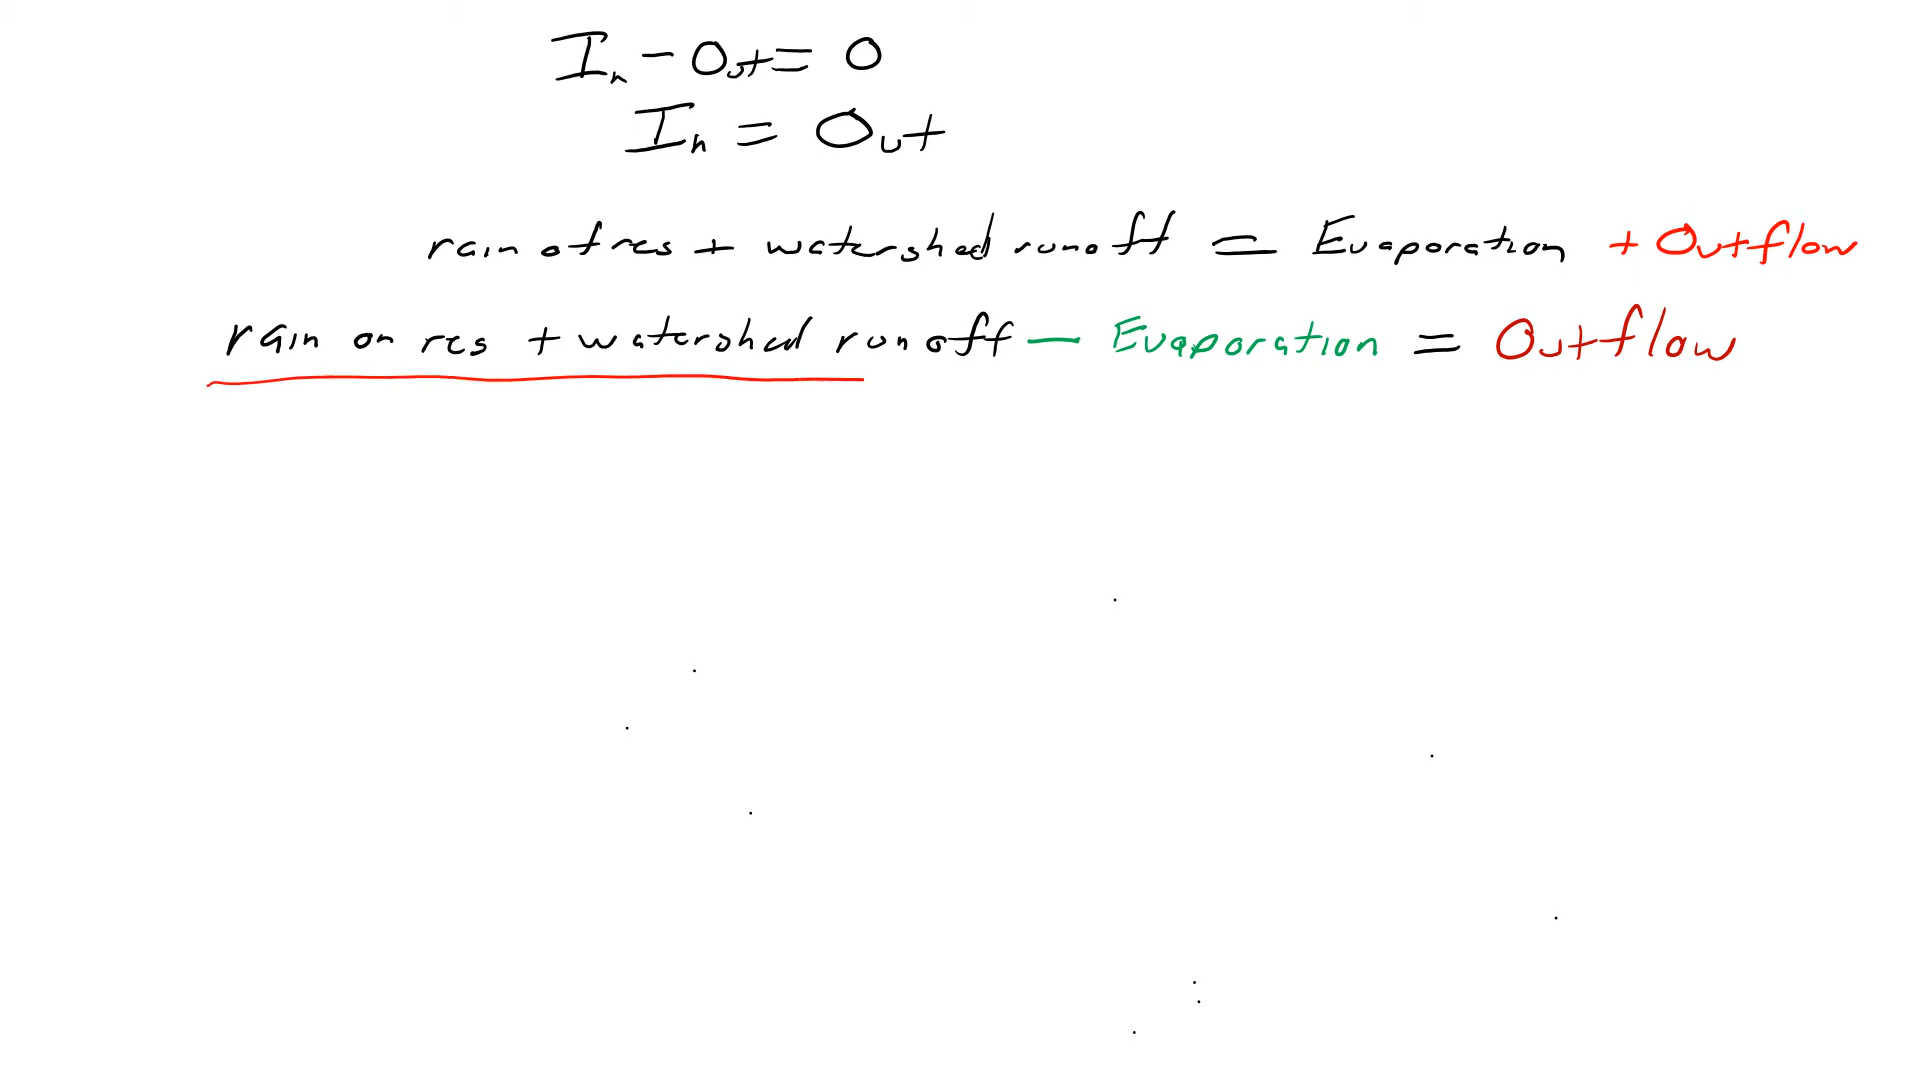 In - Out = 0
In = Out
rain of res + watershed runoff = Evaporation + Outflow
rain on res + watershed runoff - Evaporation = Outflow